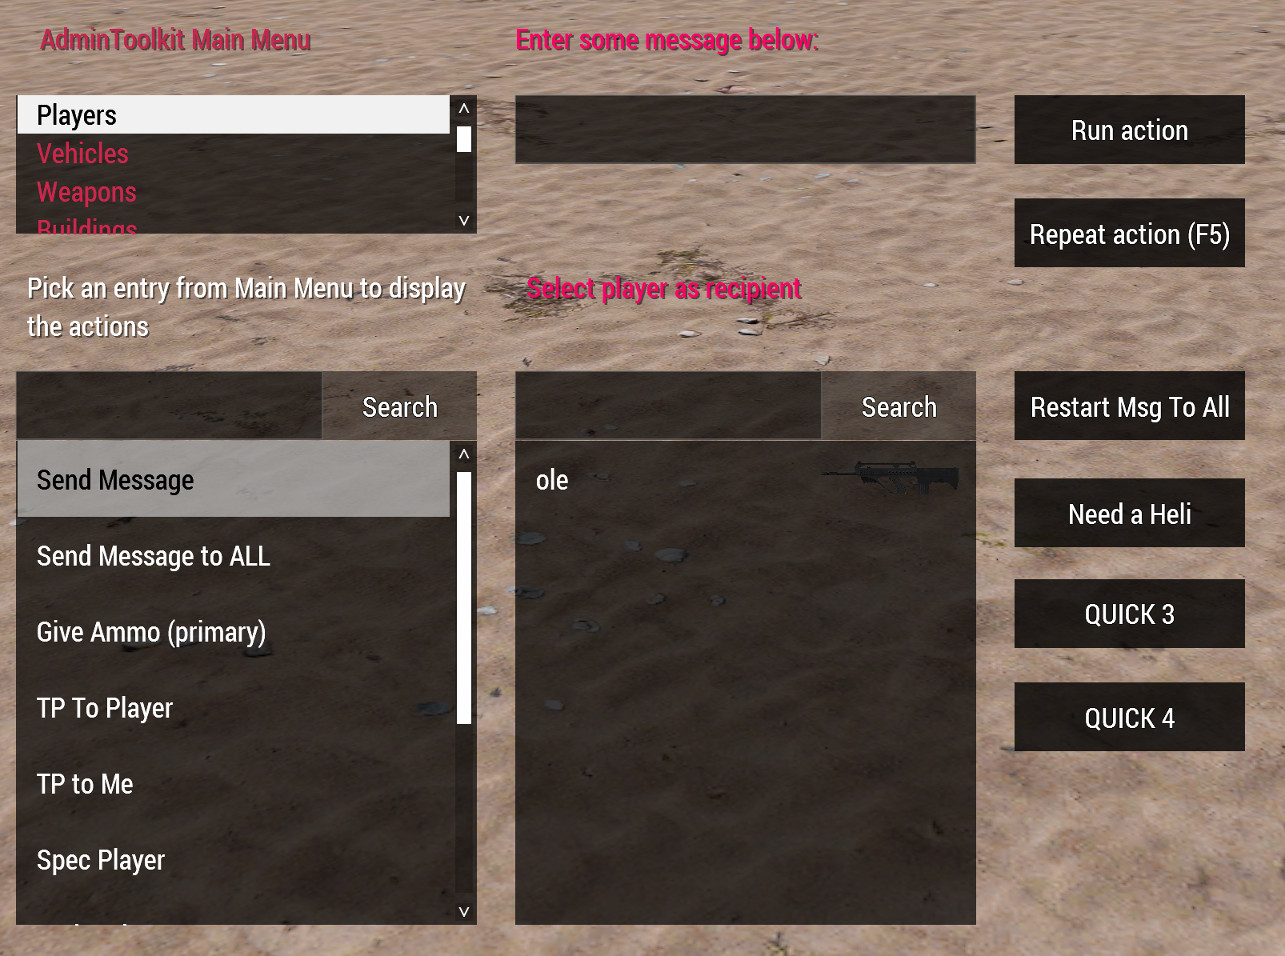 AdminToolkit Main Menu
Enter some message below:
Players
Vehicles
Weapons
Buildings
Run action
Repeat action (F5)
Pick an entry from Main Menu to display
the actions
Select player as recipient
Search
Search
Restart Msg To All
Send Message
ole
Need a Heli
Send Message to ALL
Give Ammo (primary)
QUICK 3
TP To Player
QUICK 4
TP to Me
Spec Player